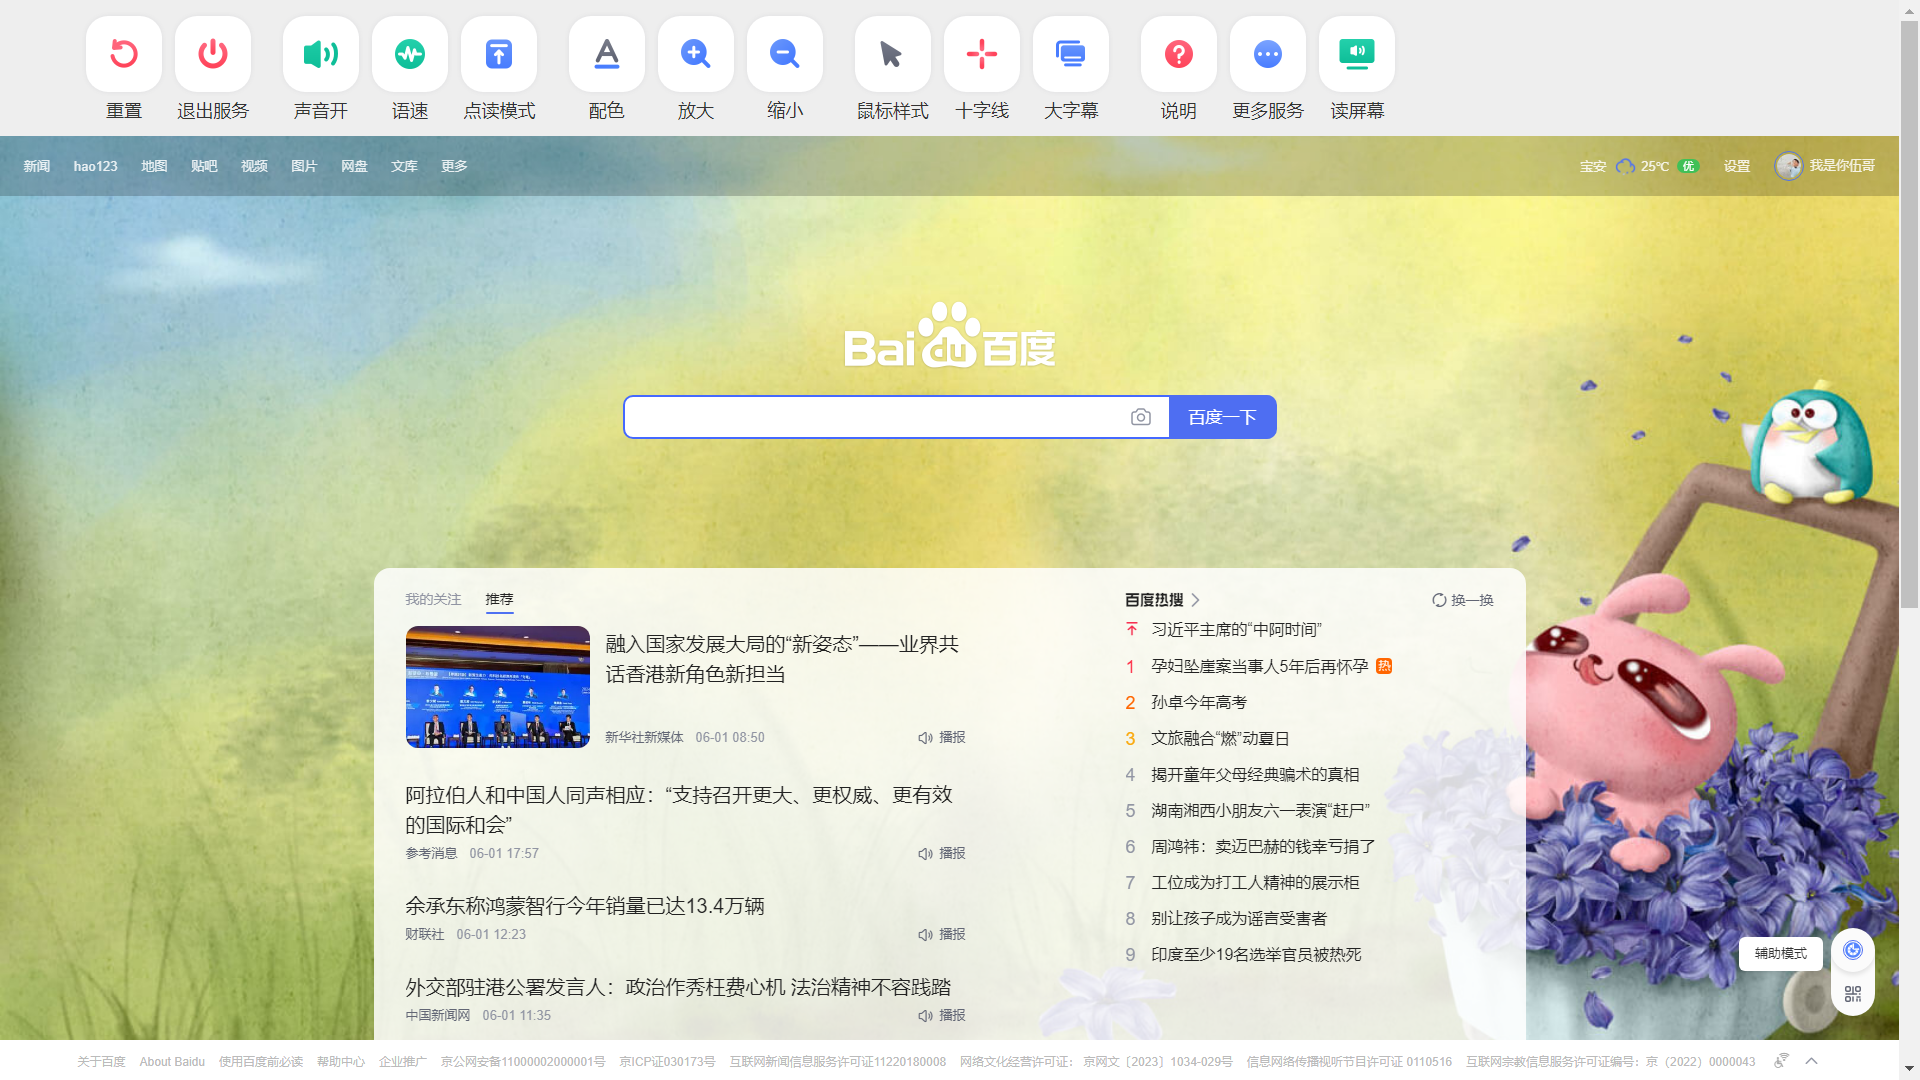 重置 退出服务 声音开 语速 点读模式 配色 放大 缩小 鼠标样式 十字线 大字幕 说明 更多服务 读屏幕
新闻 hao123 地图 贴吧 视频 图片 网盘 文库 更多
宝安 25℃ 优 设置 我是你伍哥
Bai du 百度
百度一下
我的关注 推荐
融入国家发展大局的“新姿态”——业界共
话香港新角色新担当
新华社新媒体 06-01 08:50 播报
阿拉伯人和中国人同声相应：“支持召开更大、更权威、更有效
的国际和会”
参考消息 06-01 17:57 播报
余承东称鸿蒙智行今年销量已达13.4万辆
财联社 06-01 12:23 播报
外交部驻港公署发言人：政治作秀枉费心机 法治精神不容践踏
中国新闻网 06-01 11:35 播报
百度热搜 换一换
习近平主席的“中阿时间”
1 孕妇坠崖案当事人5年后再怀孕 热
2 孙卓今年高考
3 文旅融合“燃”动夏日
4 揭开童年父母经典骗术的真相
5 湖南湘西小朋友六一表演“赶尸”
6 周鸿祎：卖迈巴赫的钱幸亏捐了
7 工位成为打工人精神的展示柜
8 别让孩子成为谣言受害者
9 印度至少19名选举官员被热死
辅助模式
关于百度 About Baidu 使用百度前必读 帮助中心 企业推广 京公网安备11000002000001号 京ICP证030173号 互联网新闻信息服务许可证11220180008 网络文化经营许可证： 京网文〔2023〕1034-029号 信息网络传播视听节目许可证 0110516 互联网宗教信息服务许可证编号：京（2022）0000043